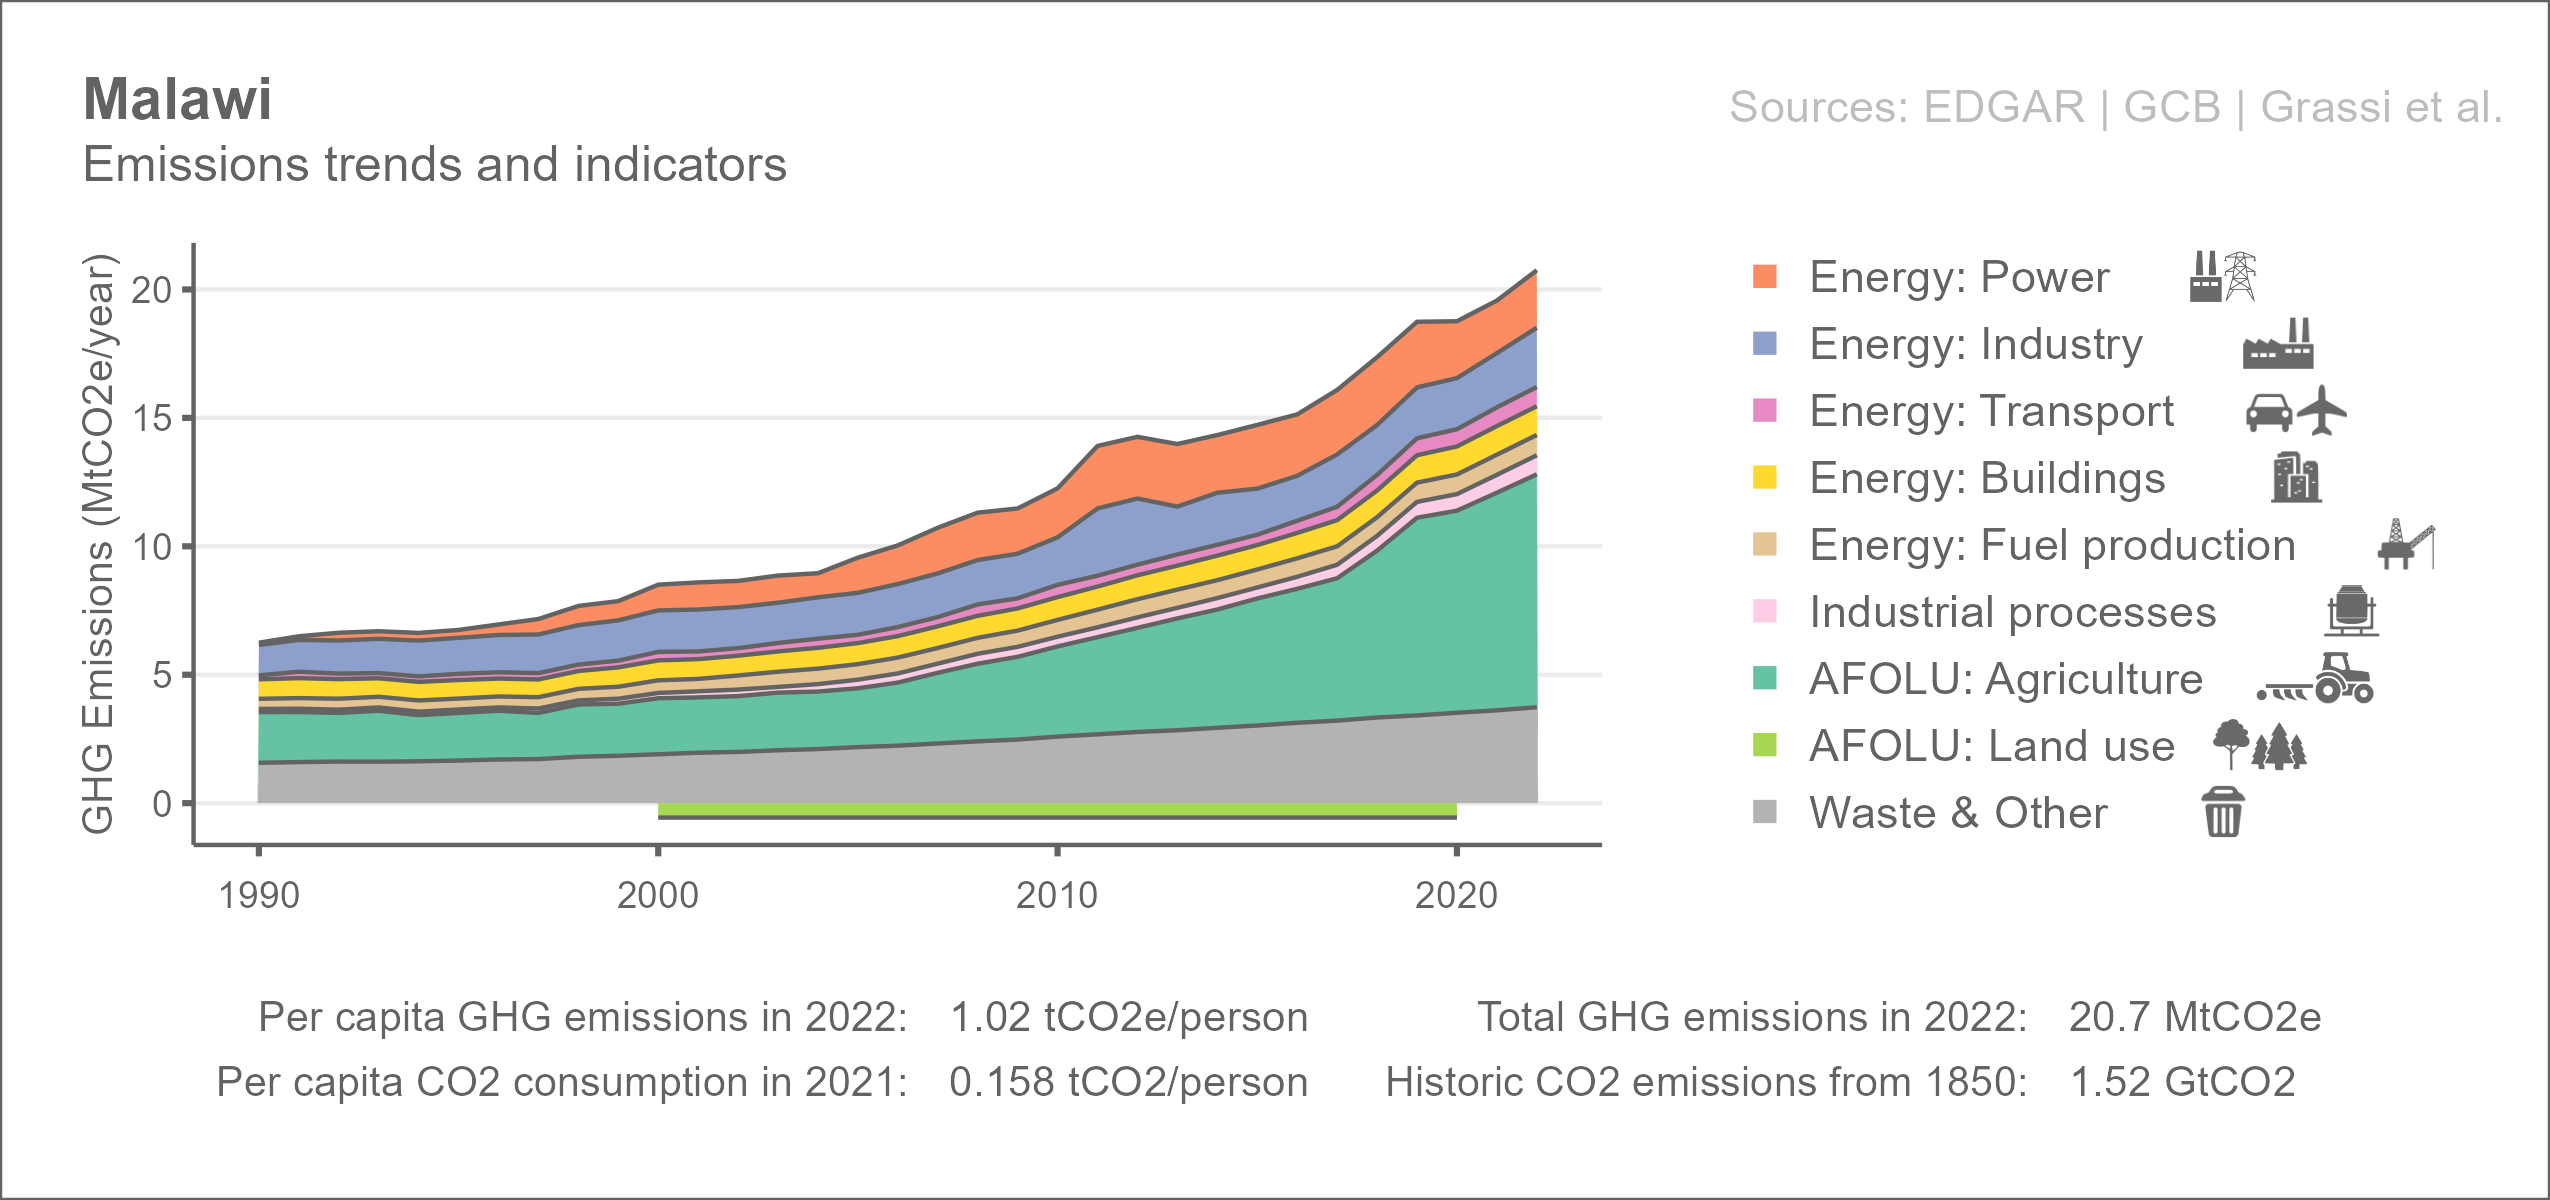 Malawi
Sources: EDGAR | GCB | Grassi et al.
Emissions trends and indicators
GHG Emissions (MtCO2e/year)
20
15
10
5
0
1990
2000
2010
2020
Energy: Power
Energy: Industry
Energy: Transport
Energy: Buildings
Energy: Fuel production
Industrial processes
AFOLU: Agriculture
AFOLU: Land use
Waste & Other
Per capita GHG emissions in 2022: 1.02 tCO2e/person
Total GHG emissions in 2022: 20.7 MtCO2e
Per capita CO2 consumption in 2021: 0.158 tCO2/person
Historic CO2 emissions from 1850: 1.52 GtCO2